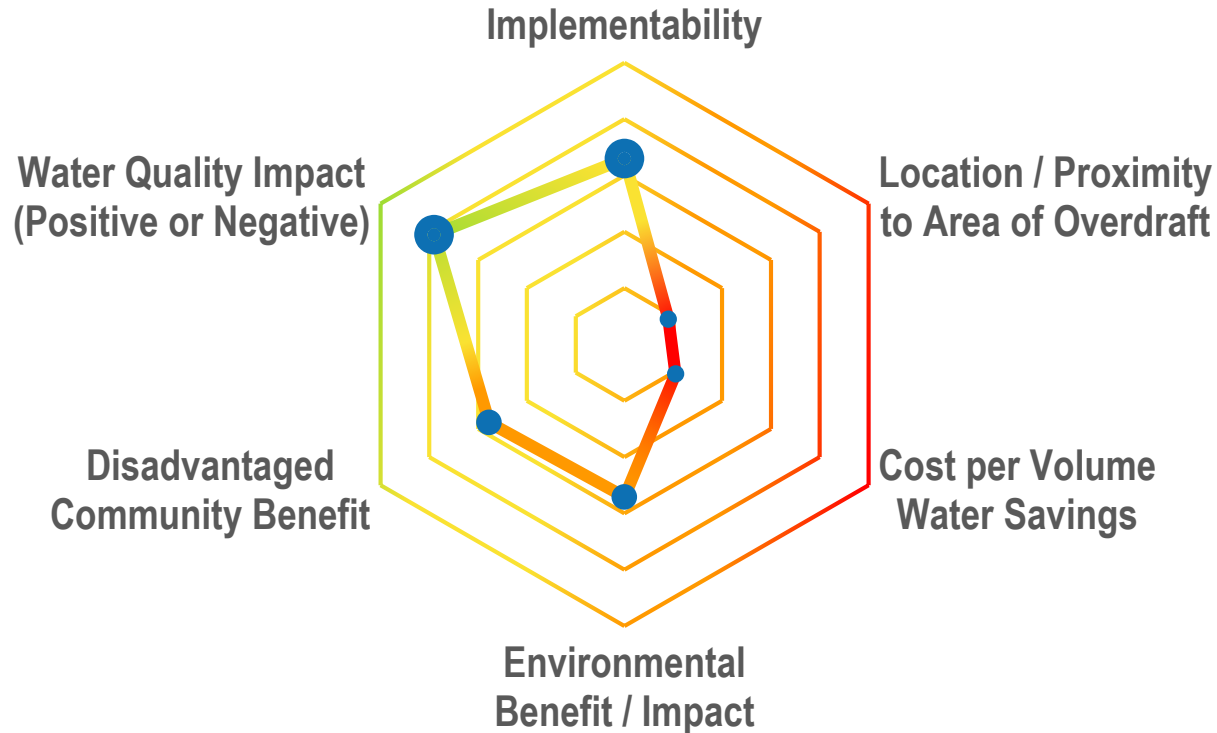 Implementability
Water Quality Impact
(Positive or Negative)
Location / Proximity
to Area of Overdraft
Disadvantaged
Community Benefit
Cost per Volume
Water Savings
Environmental
Benefit / Impact